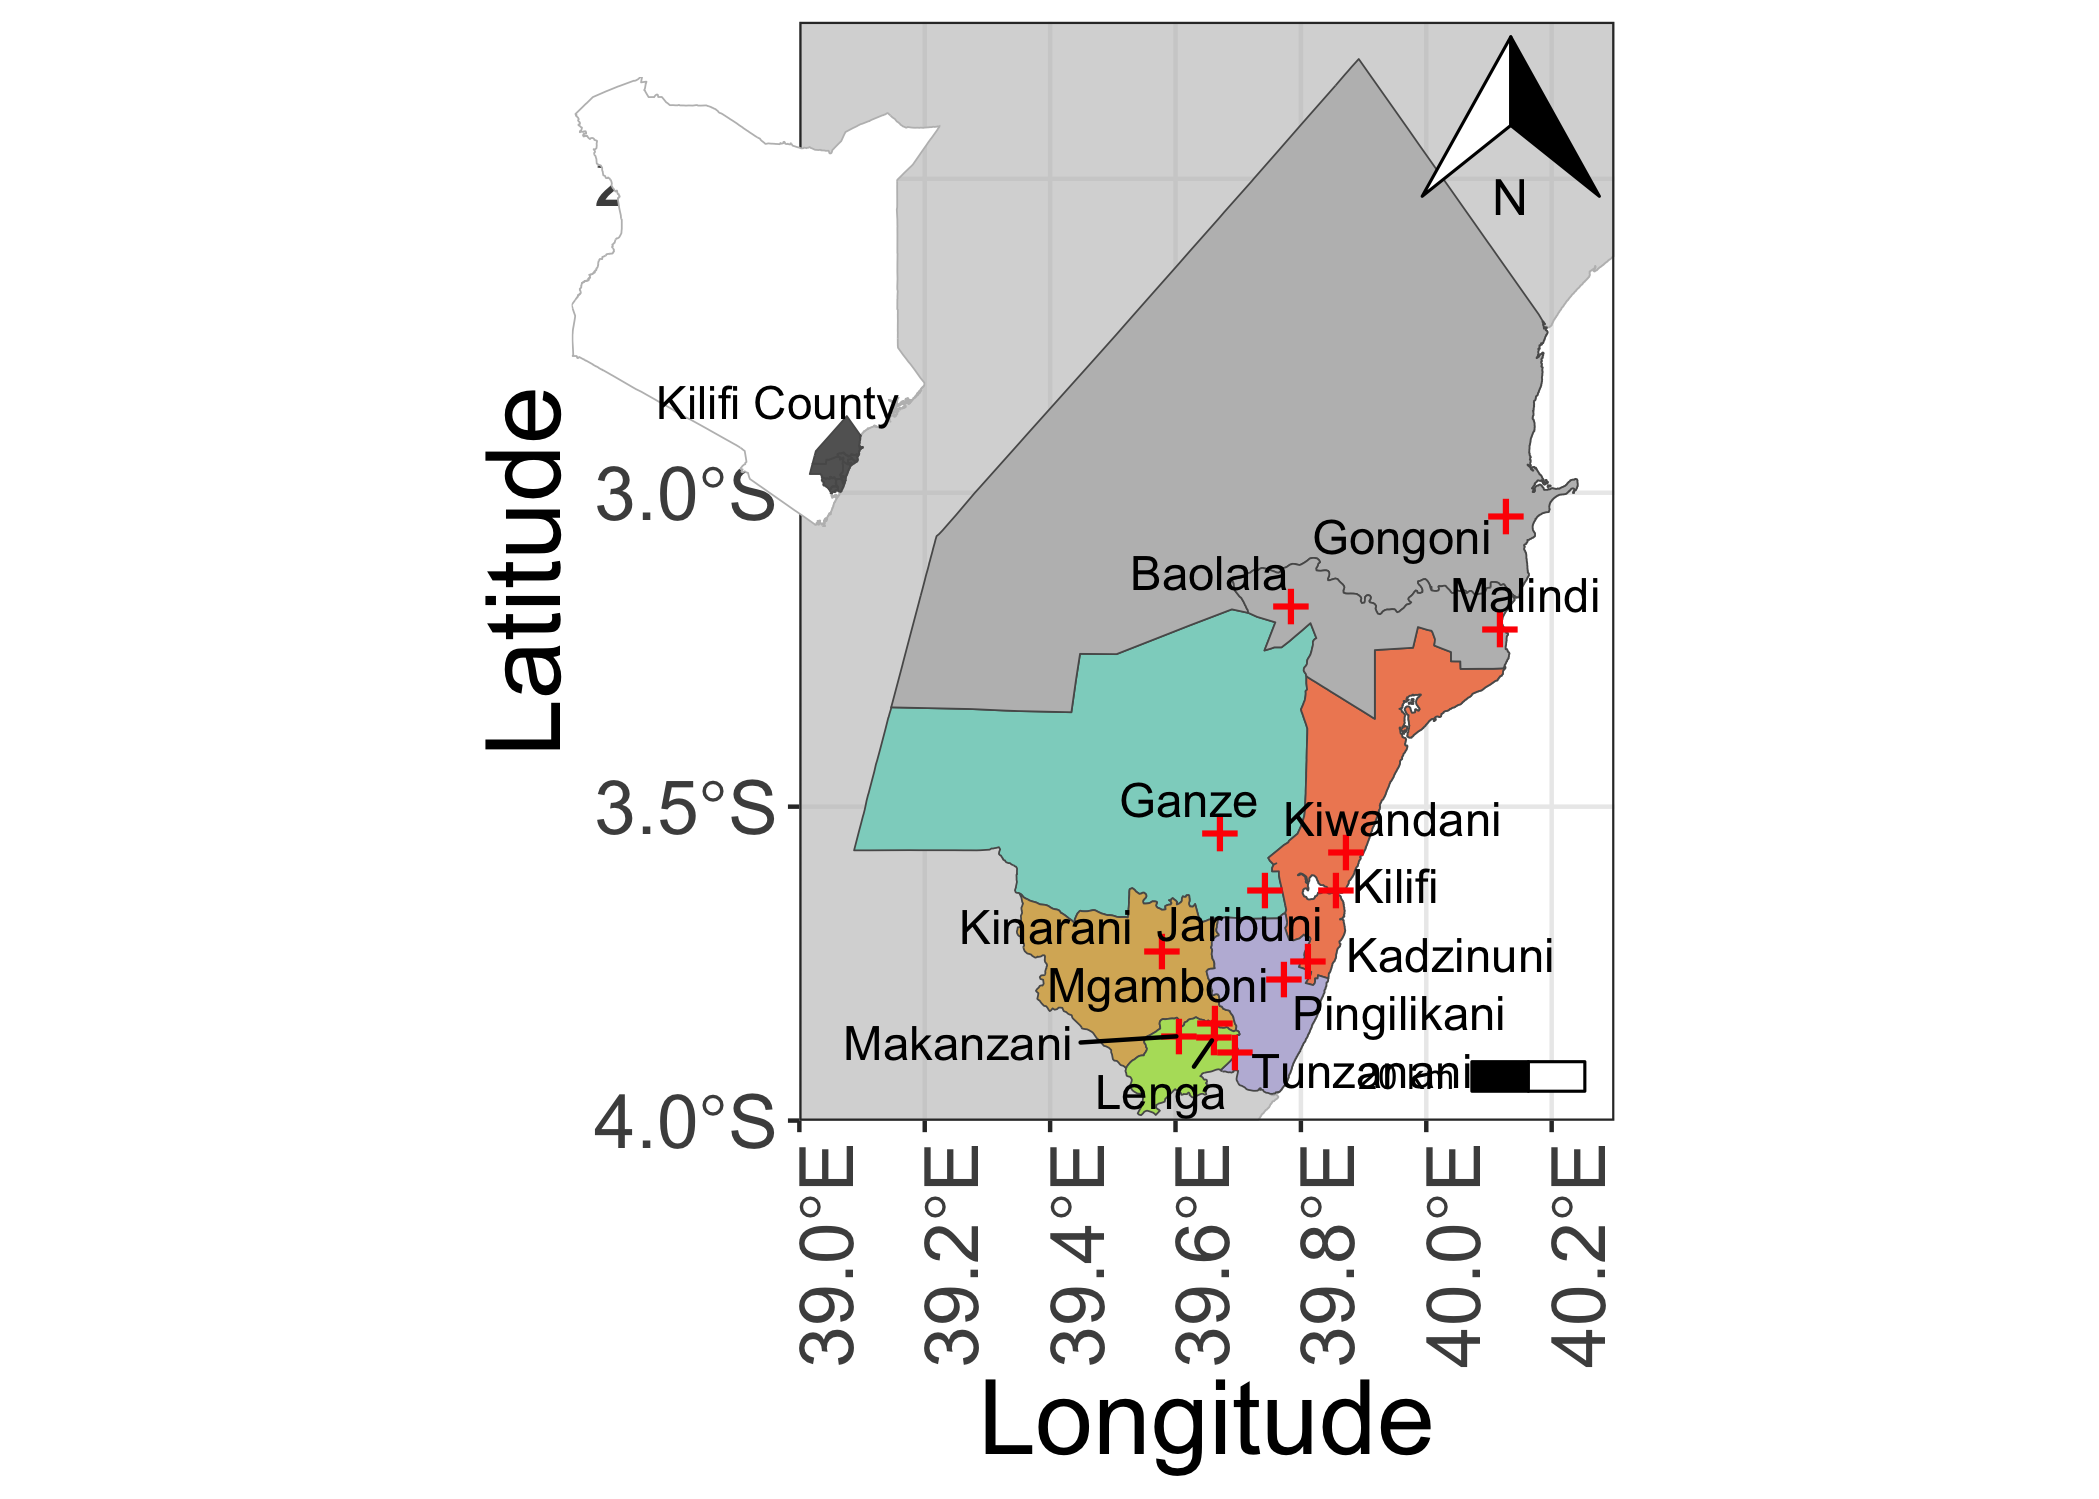 N
Kilifi County
Latitude
3.0°S
Gongoni
Baolala
Malindi
3.5°S
Ganze
Kiwandani
Kilifi
Kinarani
Jaribuni
Kadzinuni
Mgamboni
Pingilikani
Makanzani
Tunzanani
20 km
Lenga
4.0°S
39.0°E
39.2°E
39.4°E
39.6°E
39.8°E
40.0°E
40.2°E
Longitude